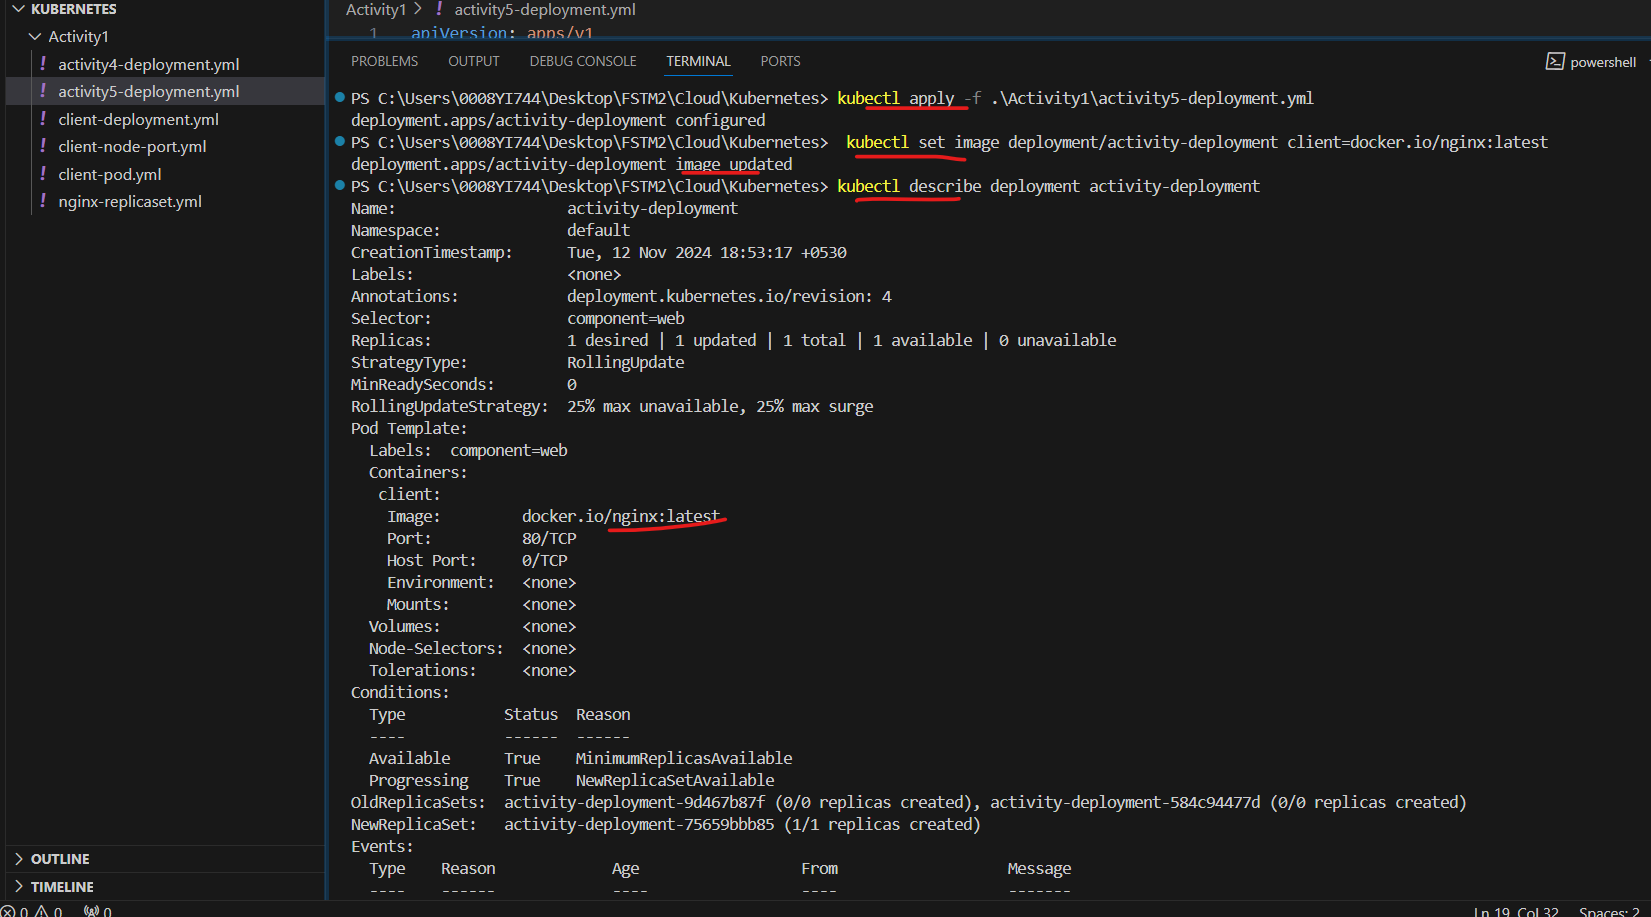 KUBERNETES
Activity1
activity4-deployment.yml
activity5-deployment.yml
client-deployment.yml
client-node-port.yml
client-pod.yml
nginx-replicaset.yml
OUTLINE
TIMELINE
Activity1 > ! activity5-deployment.yml
1 apiVersion: apps/v1
PROBLEMS OUTPUT DEBUG CONSOLE TERMINAL PORTS powershell
PS C:\Users\0008YI744\Desktop\FSTM2\Cloud\Kubernetes> kubectl apply -f .\Activity1\activity5-deployment.yml
deployment.apps/activity-deployment configured
PS C:\Users\0008YI744\Desktop\FSTM2\Cloud\Kubernetes> kubectl set image deployment/activity-deployment client=docker.io/nginx:latest
deployment.apps/activity-deployment image updated
PS C:\Users\0008YI744\Desktop\FSTM2\Cloud\Kubernetes> kubectl describe deployment activity-deployment
Name: activity-deployment
Namespace: default
CreationTimestamp: Tue, 12 Nov 2024 18:53:17 +0530
Labels: <none>
Annotations: deployment.kubernetes.io/revision: 4
Selector: component=web
Replicas: 1 desired | 1 updated | 1 total | 1 available | 0 unavailable
StrategyType: RollingUpdate
MinReadySeconds: 0
RollingUpdateStrategy: 25% max unavailable, 25% max surge
Pod Template:
Labels: component=web
Containers:
client:
Image: docker.io/nginx:latest
Port: 80/TCP
Host Port: 0/TCP
Environment: <none>
Mounts: <none>
Volumes: <none>
Node-Selectors: <none>
Tolerations: <none>
Conditions:
Type Status Reason
---- ------ ------
Available True MinimumReplicasAvailable
Progressing True NewReplicaSetAvailable
OldReplicaSets: activity-deployment-9d467b87f (0/0 replicas created), activity-deployment-584c94477d (0/0 replicas created)
NewReplicaSet: activity-deployment-75659bbb85 (1/1 replicas created)
Events:
Type Reason Age From Message
---- ------ ---- ---- -------
0 0 0 Ln 19, Col 32 Spaces: 2